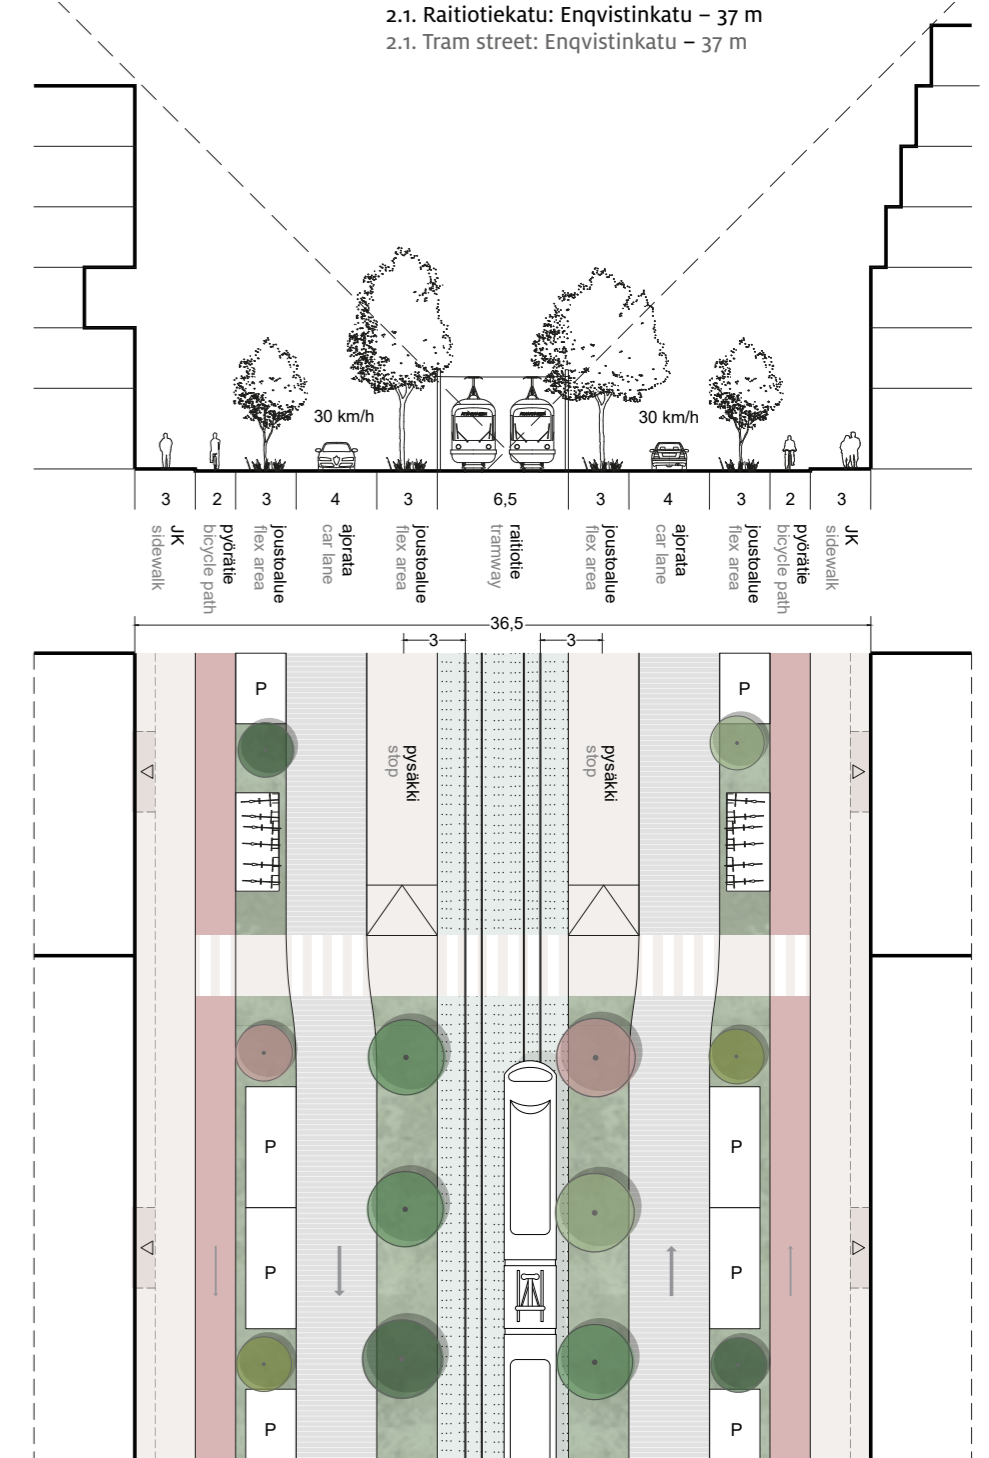 2.1. Raitiotiekatu: Enqvistinkatu – 37 m
2.1. Tram street: Enqvistinkatu – 37 m
30 km/h
30 km/h
3
2
3
4
3
6,5
3
4
3
2
3
JK
sidewalk
pyörätie
bicycle path
joustoalue
flex area
ajorata
car lane
joustoalue
flex area
raitiotie
tramway
joustoalue
flex area
ajorata
car lane
joustoalue
flex area
pyörätie
bicycle path
JK
sidewalk
36,5
3
3
P
P
pysäkki
stop
pysäkki
stop
P
P
P
P
P
P